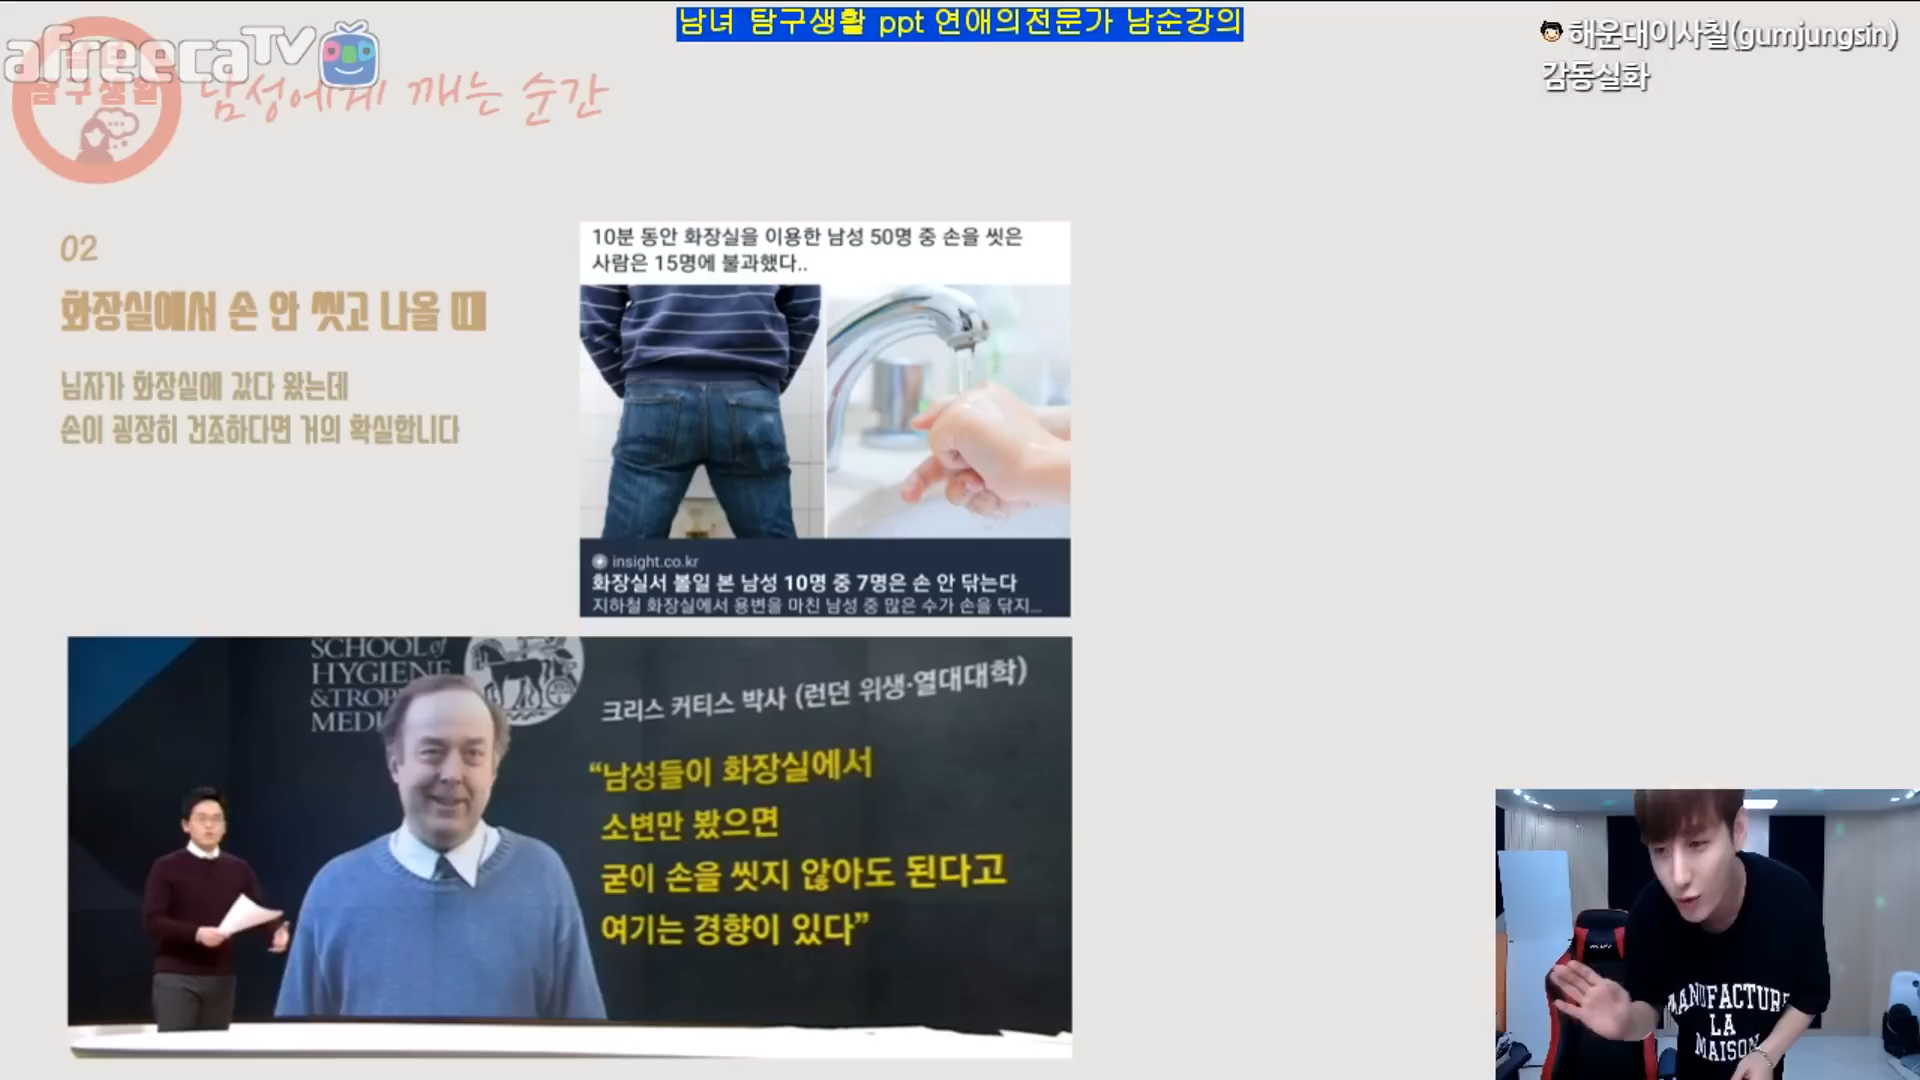 남녀 탐구생활 ppt 연애의전문가 남순강의
afreecaTV
해운대이사철(gumjungsin)
감동실화
탐구생활
남성에게 깨는 순간
02
화장실에서 손 안 씻고 나올 때
님자가 화장실에 갔다 왔는데
손이 굉장히 건조하다면 거의 확실합니다
10분 동안 화장실을 이용한 남성 50명 중 손을 씻은
사람은 15명에 불과했다..
insight.co.kr
화장실서 볼일 본 남성 10명 중 7명은 손 안 닦는다
지하철 화장실에서 용변을 마친 남성 중 많은 수가 손을 닦지...
SCHOOL of
HYGIENE
&TROP
MEDI
크리스 커티스 박사 (런던 위생·열대대학)
“남성들이 화장실에서
소변만 봤으면
굳이 손을 씻지 않아도 된다고
여기는 경향이 있다”
MANUFACTURE
LA
MAISON